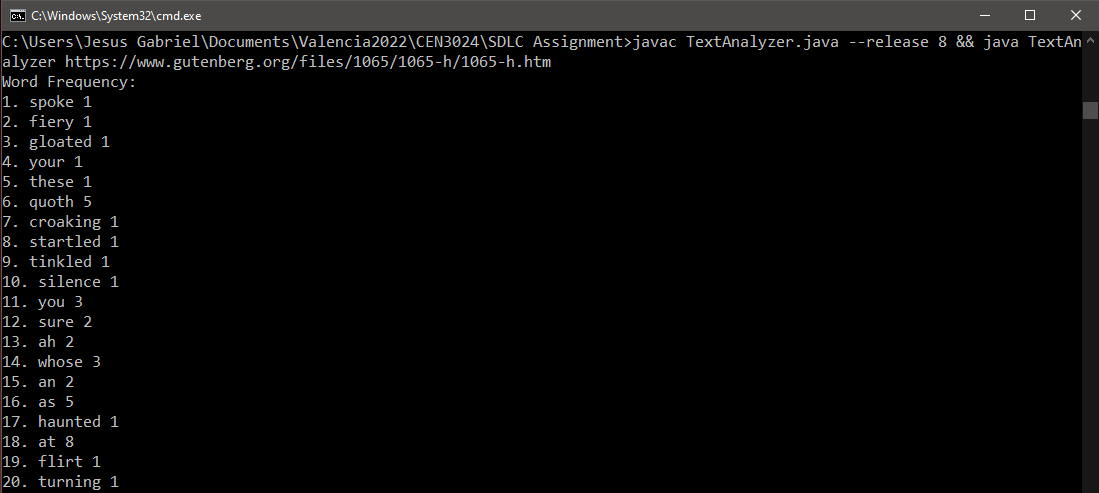 C:\Windows\System32\cmd.exe
C:\Users\Jesus Gabriel\Documents\Valencia2022\CEN3024\SDLC Assignment>javac TextAnalyzer.java --release 8 && java TextAn
alyzer https://www.gutenberg.org/files/1065/1065-h/1065-h.htm
Word Frequency:
1. spoke 1
2. fiery 1
3. gloated 1
4. your 1
5. these 1
6. quoth 5
7. croaking 1
8. startled 1
9. tinkled 1
10. silence 1
11. you 3
12. sure 2
13. ah 2
14. whose 3
15. an 2
16. as 5
17. haunted 1
18. at 8
19. flirt 1
20. turning 1